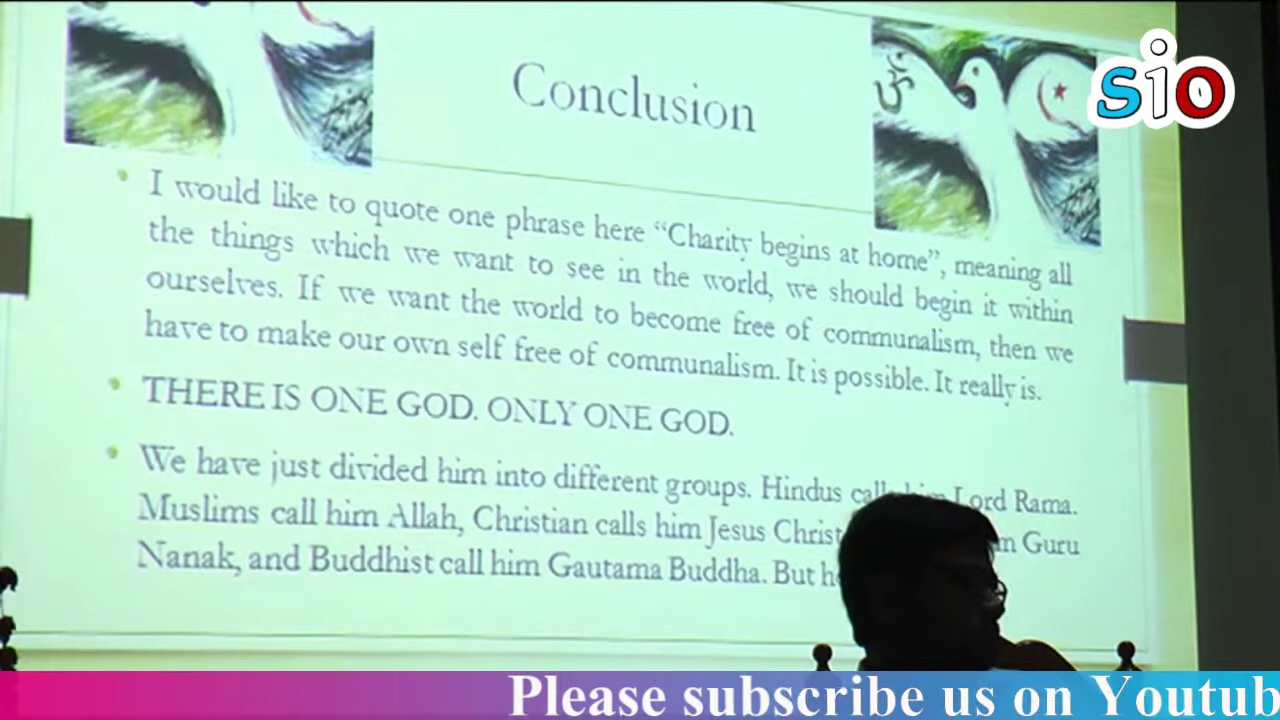 sio
Conclusion
I would like to quote one phrase here “Charity begins at home”, meaning all
the things which we want to see in the world, we should begin it within
ourselves. If we want the world to become free of communalism, then we
have to make our own self free of communalism. It is possible. It really is.
THERE IS ONE GOD. ONLY ONE GOD.
We have just divided him into different groups. Hindus Lord Rama.
Muslims call him Allah, Christian calls him Jesus Christ Guru
Nanak, and Buddhist call him Gautama Buddha. But
Please subscribe us on Youtub